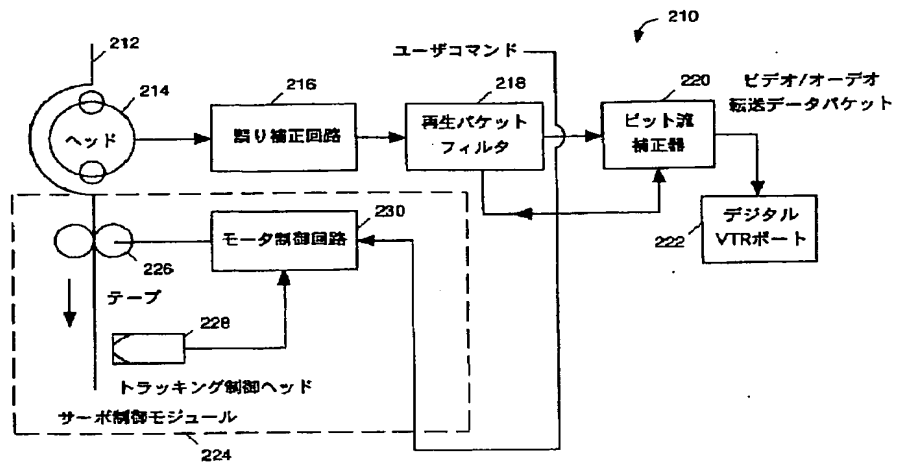 210
ユーザコマンド
212
214
ヘッド
216
誤り補正回路
218
再生パケット
フィルタ
220
ビット流
補正器
ビデオ/オーデオ
転送データパケット
デジタル
VTRポート
222
230
モータ制御回路
226
テープ
228
トラッキング制御ヘッド
サーボ制御モジュール
224